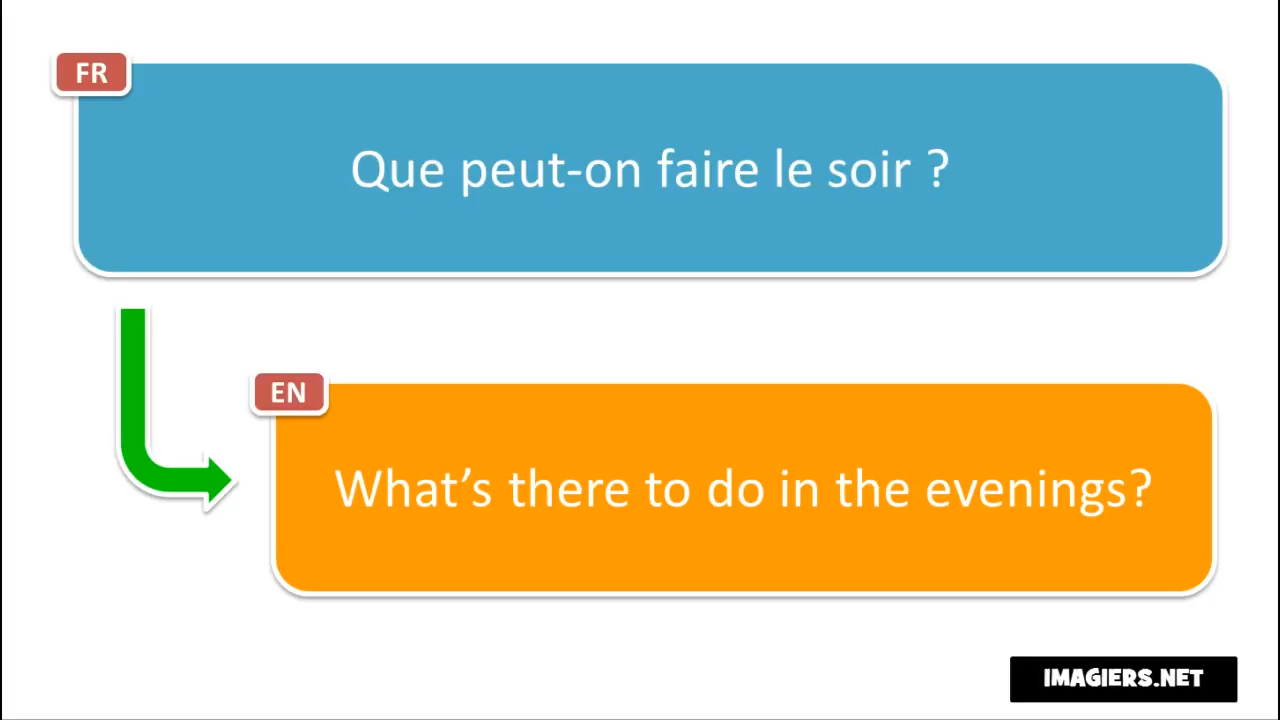 FR
Que peut-on faire le soir ?
EN
What’s there to do in the evenings?
IMAGIERS.NET